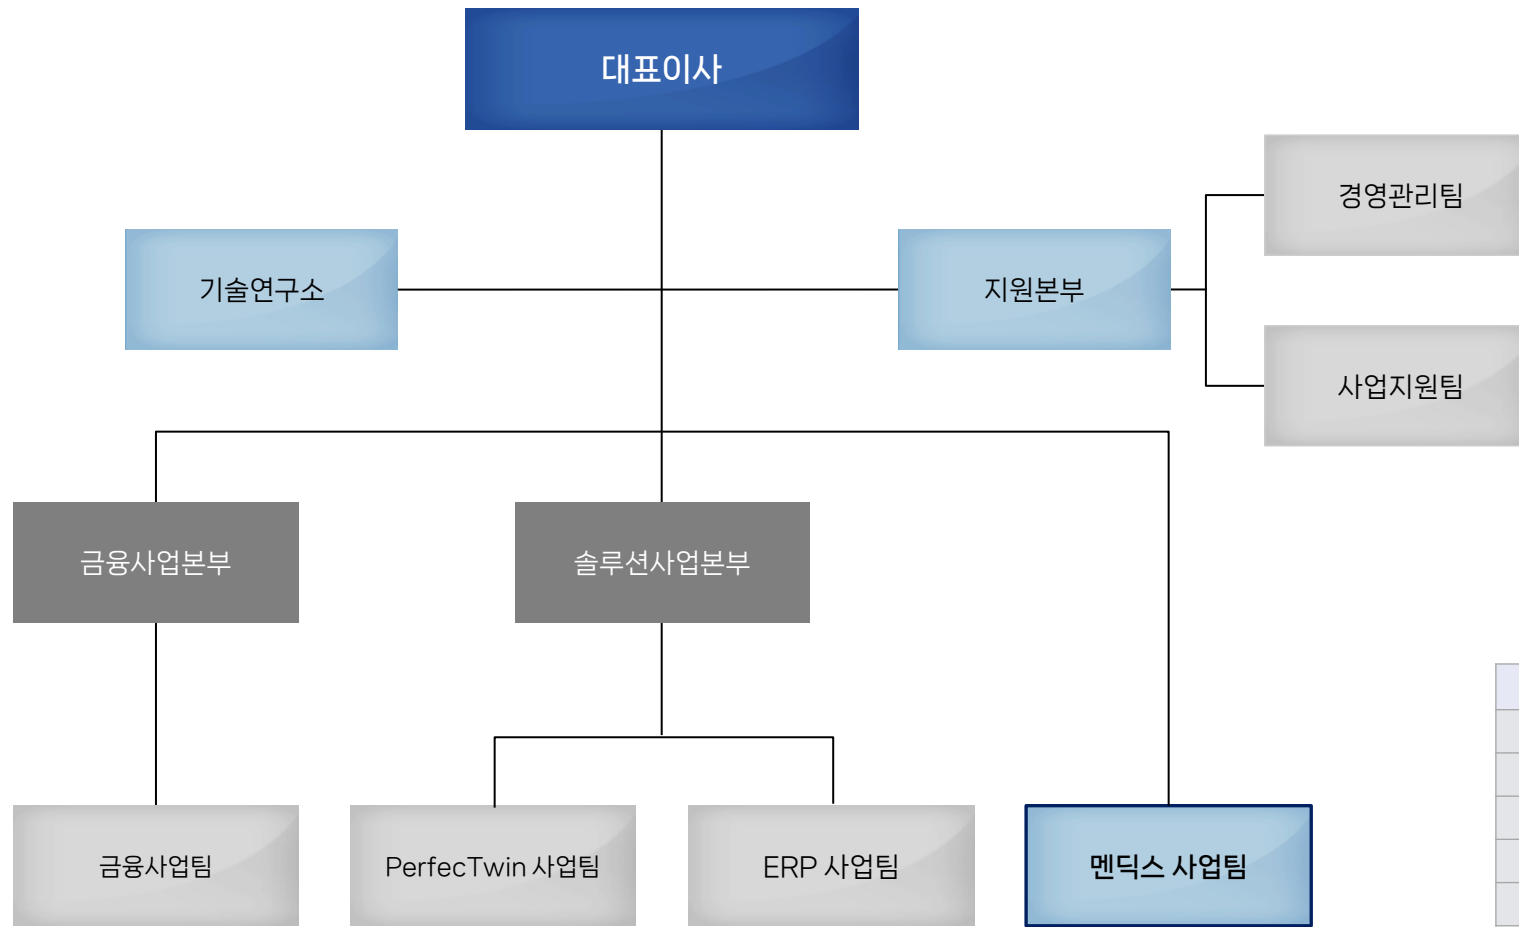 대표이사
경영관리팀
기술연구소
지원본부
사업지원팀
금융사업본부
솔루션사업본부
금융사업팀
PerfecTwin 사업팀
ERP 사업팀
멘딕스 사업팀